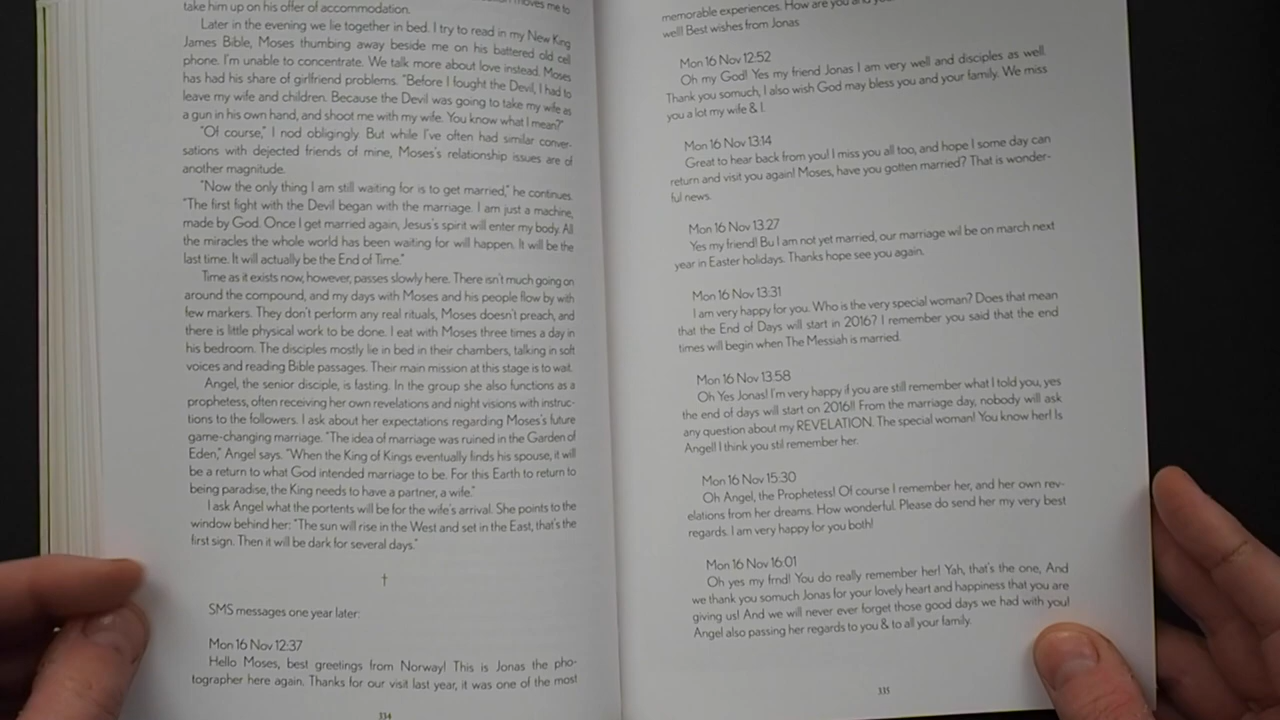 moves me to
take him up on his offer of accommodation.
Later in the evening we lie together in bed. I try to read in my New King
James Bible, Moses thumbing away beside me on his battered old cell
phone. I'm unable to concentrate. We talk more about love instead. Moses
has had his share of girlfriend problems. "Before I fought the Devil, I had to
leave my wife and children. Because the Devil was going to take my wife as
a gun in his own hand, and shoot me with my wife. You know what I mean?"
"Of course," I nod obligingly. But while I've often had similar conver-
sations with dejected friends of mine, Moses's relationship issues are of
another magnitude.
"Now the only thing I am still waiting for is to get married," he continues.
"The first fight with the Devil began with the marriage. I am just a machine,
made by God. Once I get married again, Jesus's spirit will enter my body. All
the miracles the whole world has been waiting for will happen. It will be the
last time. It will actually be the End of Time."
Time as it exists now, however, passes slowly here. There isn't much going on
around the compound, and my days with Moses and his people flow by with
few markers. They don't perform any real rituals, Moses doesn't preach, and
there is little physical work to be done. I eat with Moses three times a day in
his bedroom. The disciples mostly lie in bed in their chambers, talking in soft
voices and reading Bible passages. Their main mission at this stage is to wait.
Angel, the senior disciple, is fasting. In the group she also functions as a
prophetess, often receiving her own revelations and night visions with instruc-
tions to the followers. I ask about her expectations regarding Moses's future
game-changing marriage. "The idea of marriage was ruined in the Garden of
Eden," Angel says. "When the King of Kings eventually finds his spouse, it will
be a return to what God intended marriage to be. For this Earth to return to
being paradise, the King needs to have a partner, a wife."
I ask Angel what the portents will be for the wife's arrival. She points to the
window behind her: "The sun will rise in the West and set in the East, that's the
first sign. Then it will be dark for several days."
†
SMS messages one year later:
Mon 16 Nov 12:37
Hello Moses, best greetings from Norway! This is Jonas the pho-
tographer here again. Thanks for our visit last year, it was one of the most
334
memorable experiences. How are you and
well! Best wishes from Jonas
Mon 16 Nov 12:52
Oh my God! Yes my friend Jonas I am very well and disciples as well.
Thank you somuch, I also wish God may bless you and your family. We miss
you a lot my wife & I.
Mon 16 Nov 13:14
Great to hear back from you! I miss you all too, and hope I some day can
return and visit you again! Moses, have you gotten married? That is wonder-
ful news.
Mon 16 Nov 13:27
Yes my friend! Bu I am not yet married, our marriage wil be on march next
year in Easter holidays. Thanks hope see you again.
Mon 16 Nov 13:31
I am very happy for you. Who is the very special woman? Does that mean
that the End of Days will start in 2016? I remember you said that the end
times will begin when The Messiah is married.
Mon 16 Nov 13:58
Oh Yes Jonas! I'm very happy if you are still remember what I told you, yes
the end of days will start on 2016!! From the marriage day, nobody will ask
any question about my REVELATION. The special woman! You know her! Is
Angel! I think you stil remember her.
Mon 16 Nov 15:30
Oh Angel, the Prophetess! Of course I remember her, and her own rev-
elations from her dreams. How wonderful. Please do send her my very best
regards. I am very happy for you both!
Mon 16 Nov 16:01
Oh yes my frnd! You do really remember her! Yah, that's the one, And
we thank you somuch Jonas for your lovely heart and happiness that you are
giving us! And we will never ever forget those good days we had with you!
Angel also passing her regards to you & to all your family.
335